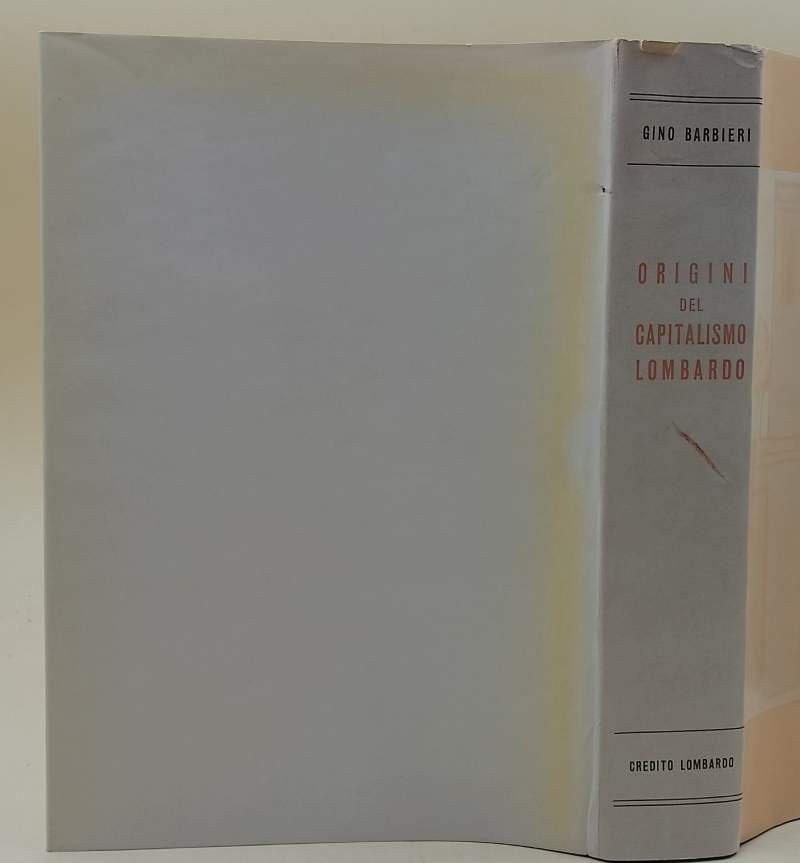 GINO BARBIERI
ORIGINI
DEL
CAPITALISMO
LOMBARDO
CREDITO LOMBARDO